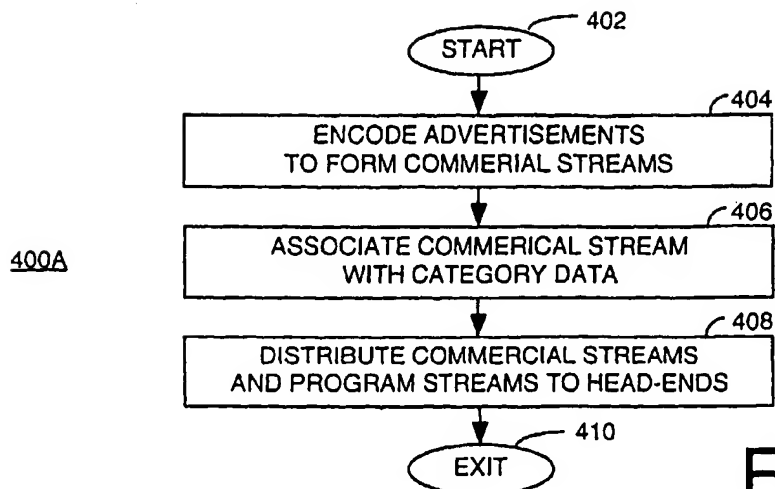 402
START
404
ENCODE ADVERTISEMENTS
TO FORM COMMERIAL STREAMS
406
400A
ASSOCIATE COMMERICAL STREAM
WITH CATEGORY DATA
408
DISTRIBUTE COMMERCIAL STREAMS
AND PROGRAM STREAMS TO HEAD-ENDS
410
EXIT